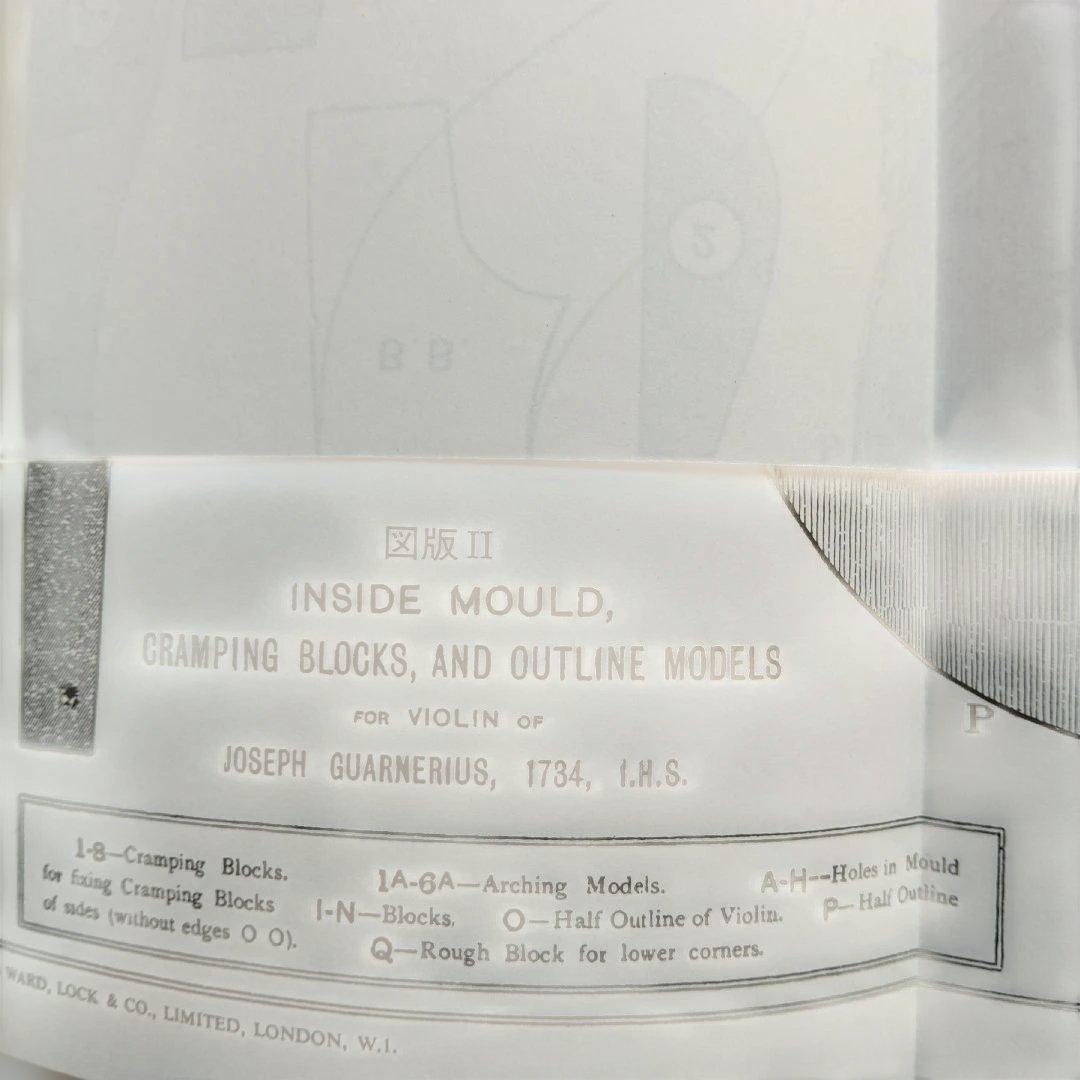 B.B.
図版 II
INSIDE MOULD,
CRAMPING BLOCKS, AND OUTLINE MODELS
FOR VIOLIN OF
JOSEPH GUARNERIUS, 1734, I.H.S.
P
1-8—Cramping Blocks. 1A-6A—Arching Models. A-H--Holes in Mould
for fixing Cramping Blocks I-N—Blocks. O—Half Outline of Violin. P—Half Outline
of sides (without edges O O). Q—Rough Block for lower corners.
WARD, LOCK & CO., LIMITED, LONDON, W.1.